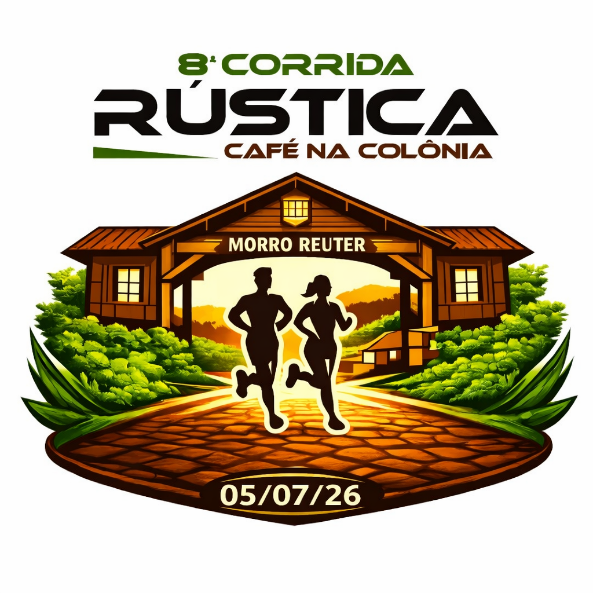 8ª CORRIDA
RÚSTICA
CAFÉ NA COLÔNIA
MORRO REUTER
05/07/26